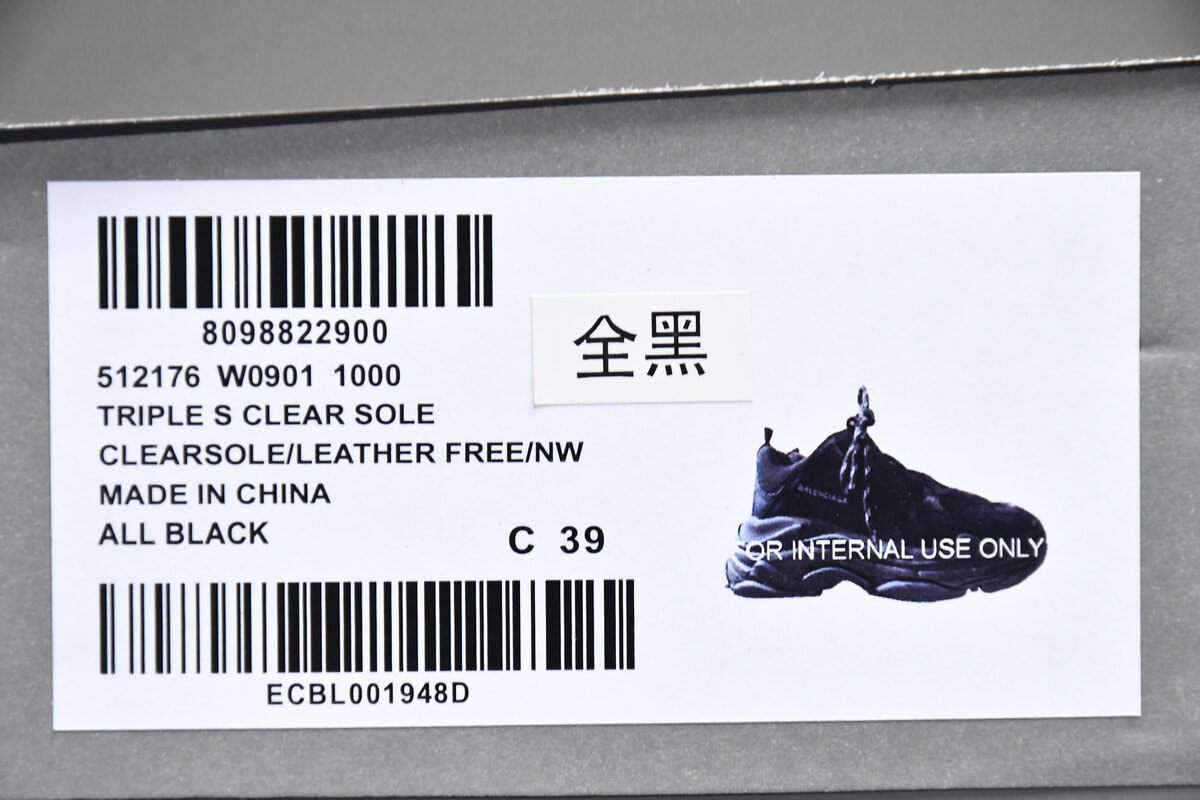 8098822900
512176 W0901 1000
TRIPLE S CLEAR SOLE
CLEARSOLE/LEATHER FREE/NW
MADE IN CHINA
ALL BLACK
C 39
ECBL001948D
全黑
BALENCIAGA
OR INTERNAL USE ONLY